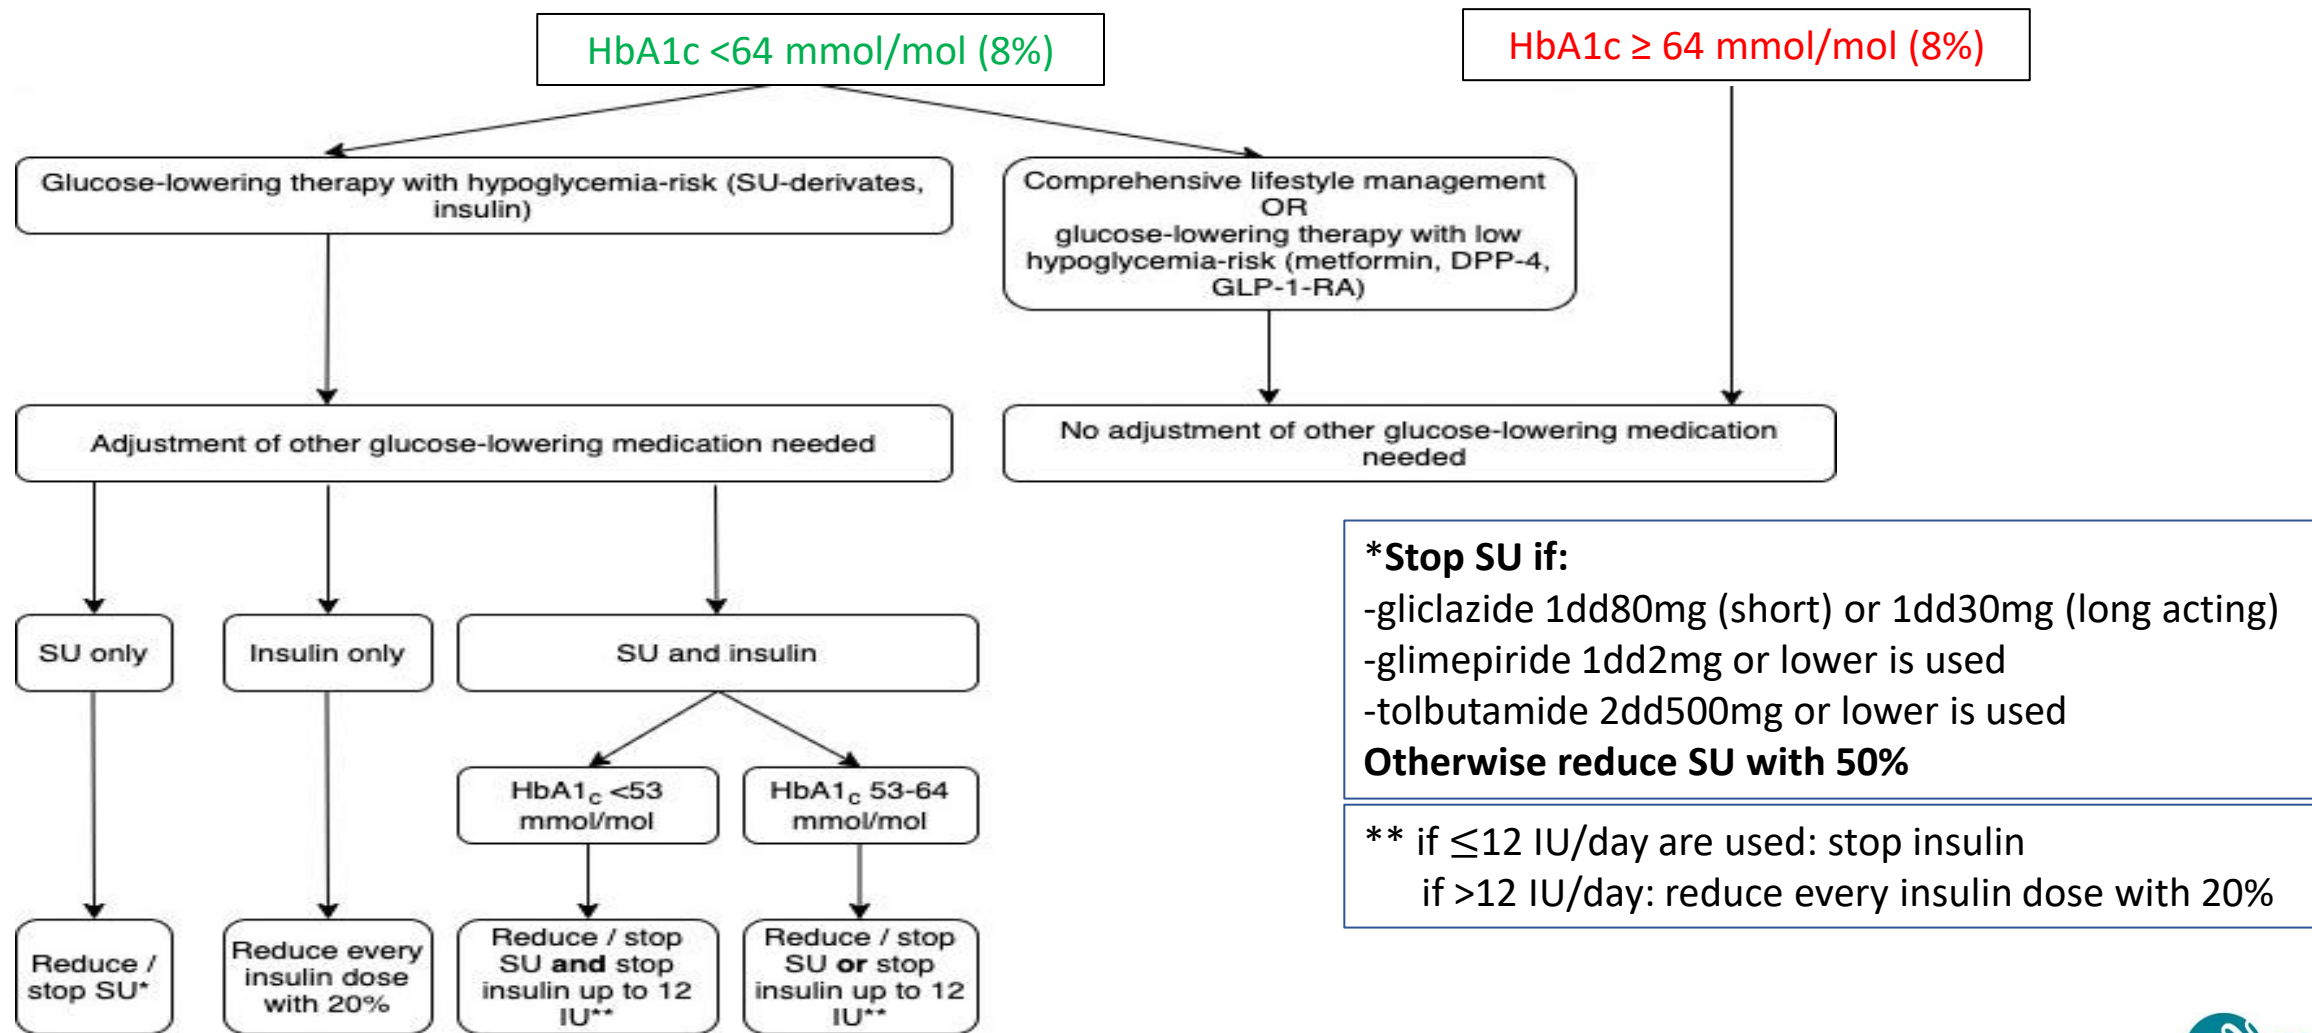 HbA1c <64 mmol/mol (8%)
HbA1c ≥ 64 mmol/mol (8%)
Glucose-lowering therapy with hypoglycemia-risk (SU-derivates,
insulin)
Comprehensive lifestyle management
OR
glucose-lowering therapy with low
hypoglycemia-risk (metformin, DPP-4,
GLP-1-RA)
Adjustment of other glucose-lowering medication needed
No adjustment of other glucose-lowering medication
needed
SU only
Insulin only
SU and insulin
HbA1c <53
mmol/mol
HbA1c 53-64
mmol/mol
Reduce /
stop SU*
Reduce every
insulin dose
with 20%
Reduce / stop
SU and stop
insulin up to 12
IU**
Reduce / stop
SU or stop
insulin up to 12
IU**
*Stop SU if:
-gliclazide 1dd80mg (short) or 1dd30mg (long acting)
-glimepiride 1dd2mg or lower is used
-tolbutamide 2dd500mg or lower is used
Otherwise reduce SU with 50%
** if ≤12 IU/day are used: stop insulin
if >12 IU/day: reduce every insulin dose with 20%